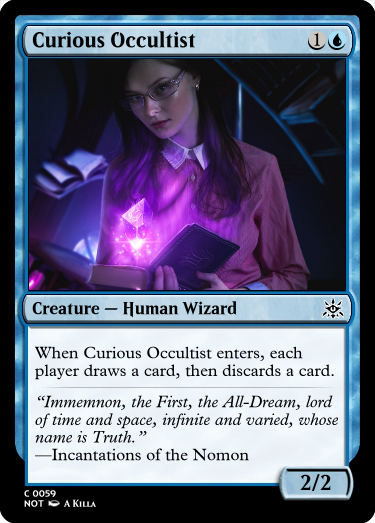 Curious Occultist 1
Creature — Human Wizard
When Curious Occultist enters, each
player draws a card, then discards a card.
“Immemnon, the First, the All-Dream, lord
of time and space, infinite and varied, whose
name is Truth.”
—Incantations of the Nomon
2/2
C 0059
NOT A KILLA